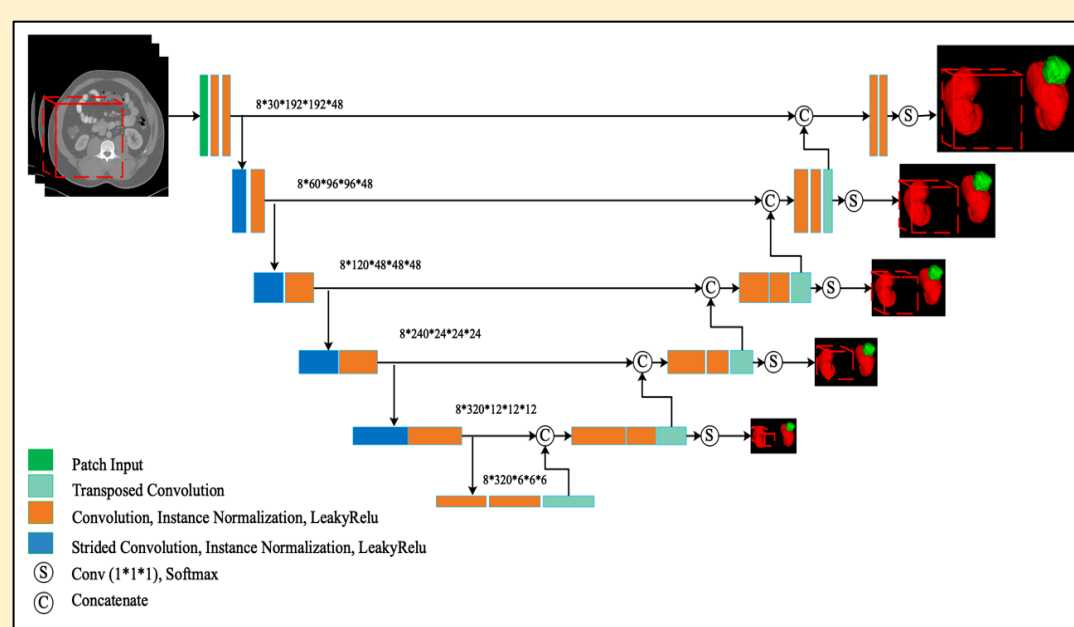 8*30*192*192*48
C
S
8*60*96*96*48
C
S
8*120*48*48*48
C
S
8*240*24*24*24
C
S
8*320*12*12*12
C
S
8*320*6*6*6
Patch Input
Transposed Convolution
Convolution, Instance Normalization, LeakyRelu
Strided Convolution, Instance Normalization, LeakyRelu
S Conv (1*1*1), Softmax
C Concatenate